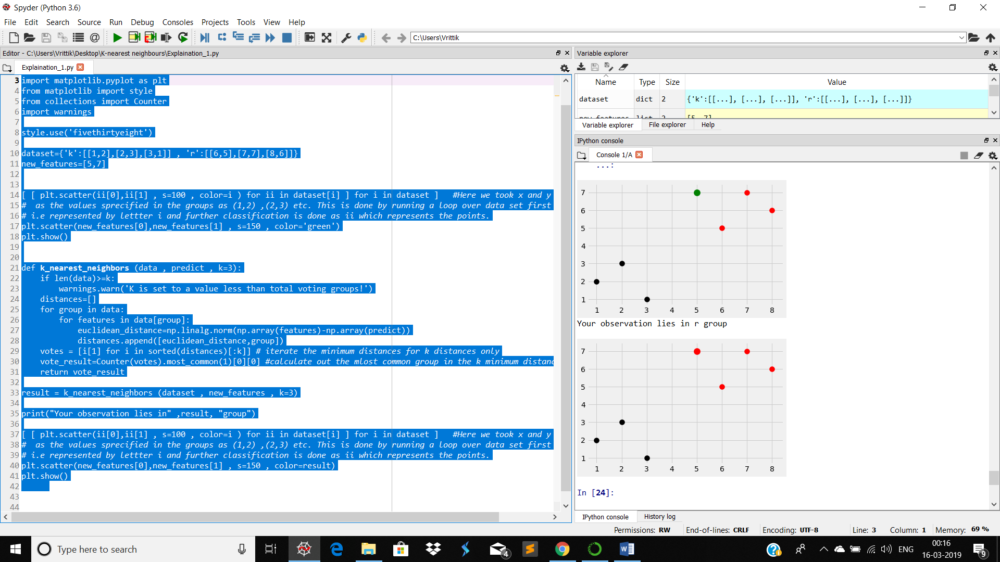 Spyder (Python 3.6)
File Edit Search Source Run Debug Consoles Projects Tools View Help
C:\Users\Vrittik
Editor - C:\Users\Vrittik\Desktop\K-nearest neighbours\Explaination_1.py
Explaination_1.py
3 import matplotlib.pyplot as plt
4 from matplotlib import style
5 from collections import Counter
6 import warnings
7
8 style.use('fivethirtyeight')
9
10 dataset={'k':[[1,2],[2,3],[3,1]] , 'r':[[6,5],[7,7],[8,6]]}
11 new_features=[5,7]
12
13
14 [ [ plt.scatter(ii[0],ii[1] , s=100 , color=i ) for ii in dataset[i] ] for i in dataset ]   #Here we took x and y
15 #  as the values sprecified in the groups as (1,2) ,(2,3) etc. This is done by running a loop over data set first
16 # i.e represented by lettter i and further classification is done as ii which represents the points.
17 plt.scatter(new_features[0],new_features[1] , s=150 , color='green')
18 plt.show()
19
20
21 def k_nearest_neighbors (data , predict , k=3):
22     if len(data)>=k:
23         warnings.warn('K is set to a value less than total voting groups!')
24     distances=[]
25     for group in data:
26         for features in data[group]:
27             euclidean_distance=np.linalg.norm(np.array(features)-np.array(predict))
28             distances.append([euclidean_distance,group])
29     votes = [i[1] for i in sorted(distances)[:k]] # iterate the minimum distances for k distances only
30     vote_result=Counter(votes).most_common(1)[0][0] #calculate out the mlost common group in the k minimum distanc
31     return vote_result
32
33 result = k_nearest_neighbors (dataset , new_features , k=3)
34
35 print("Your observation lies in" ,result, "group")
36
37 [ [ plt.scatter(ii[0],ii[1] , s=100 , color=i ) for ii in dataset[i] ] for i in dataset ]   #Here we took x and y
38 #  as the values sprecified in the groups as (1,2) ,(2,3) etc. This is done by running a loop over data set first
39 # i.e represented by lettter i and further classification is done as ii which represents the points.
40 plt.scatter(new_features[0],new_features[1] , s=150 , color=result)
41 plt.show()
42
43
44
Variable explorer
Name Type Size Value
dataset dict 2 {'k':[[...], [...], [...]], 'r':[[...], [...], [...]]}
new_features list 2 [5, 7]
Variable explorer File explorer Help
IPython console
Console 1/A
...:
7
6
5
4
3
2
1
1 2 3 4 5 6 7 8
Your observation lies in r group
7
6
5
4
3
2
1
1 2 3 4 5 6 7 8
In [24]:
IPython console History log
Permissions: RW End-of-lines: CRLF Encoding: UTF-8 Line: 3 Column: 1 Memory: 69 %
Type here to search
4
ENG
00:16
16-03-2019
9